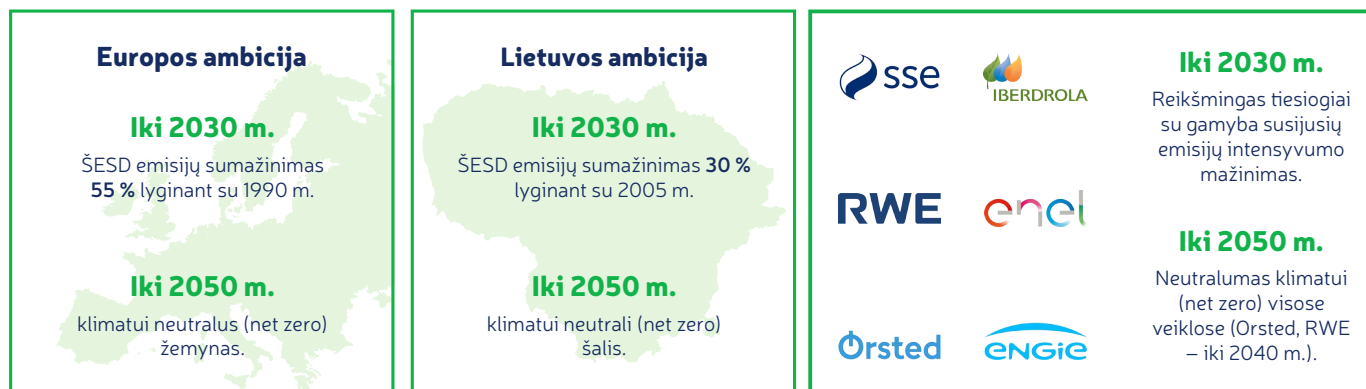 Europos ambicija
Iki 2030 m.
ŠESD emisijų sumažinimas
55 % lyginant su 1990 m.
Iki 2050 m.
klimatui neutralus (net zero)
žemynas.
Lietuvos ambicija
Iki 2030 m.
ŠESD emisijų sumažinimas 30 %
lyginant su 2005 m.
Iki 2050 m.
klimatui neutrali (net zero)
šalis.
sse
IBERDROLA
RWE
enel
Ørsted
ENGIE
Iki 2030 m.
Reikšmingas tiesiogiai
su gamyba susijusių
emisijų intensyvumo
mažinimas.
Iki 2050 m.
Neutralumas klimatui
(net zero) visose
veiklose (Orsted, RWE
– iki 2040 m.).